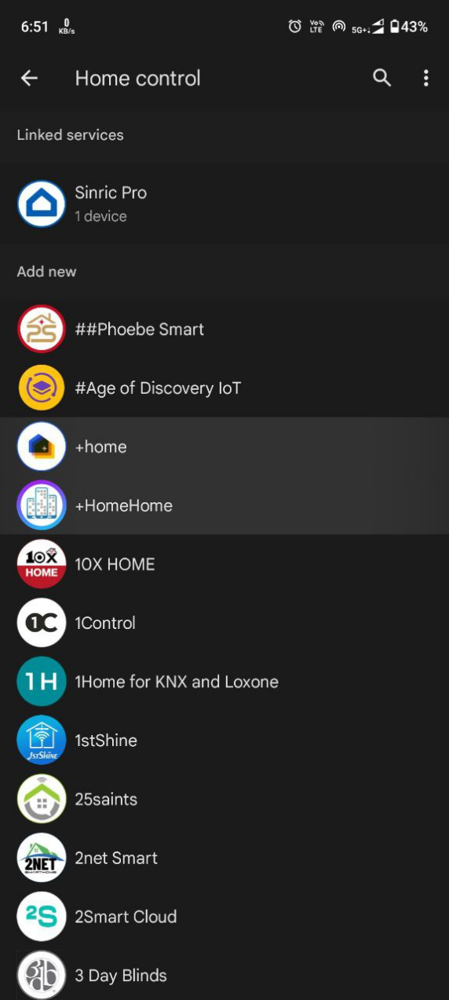 6:51 0 KB/s Vo LTE 5G+ 43%
Home control
Linked services
Sinric Pro
1 device
Add new
##Phoebe Smart
#Age of Discovery IoT
+home
+HomeHome
10X HOME
10X HOME
1C
1Control
1H
1Home for KNX and Loxone
1stShine
1STSHINE
25saints
2NET
2net Smart
2S
2Smart Cloud
3db
3 Day Blinds